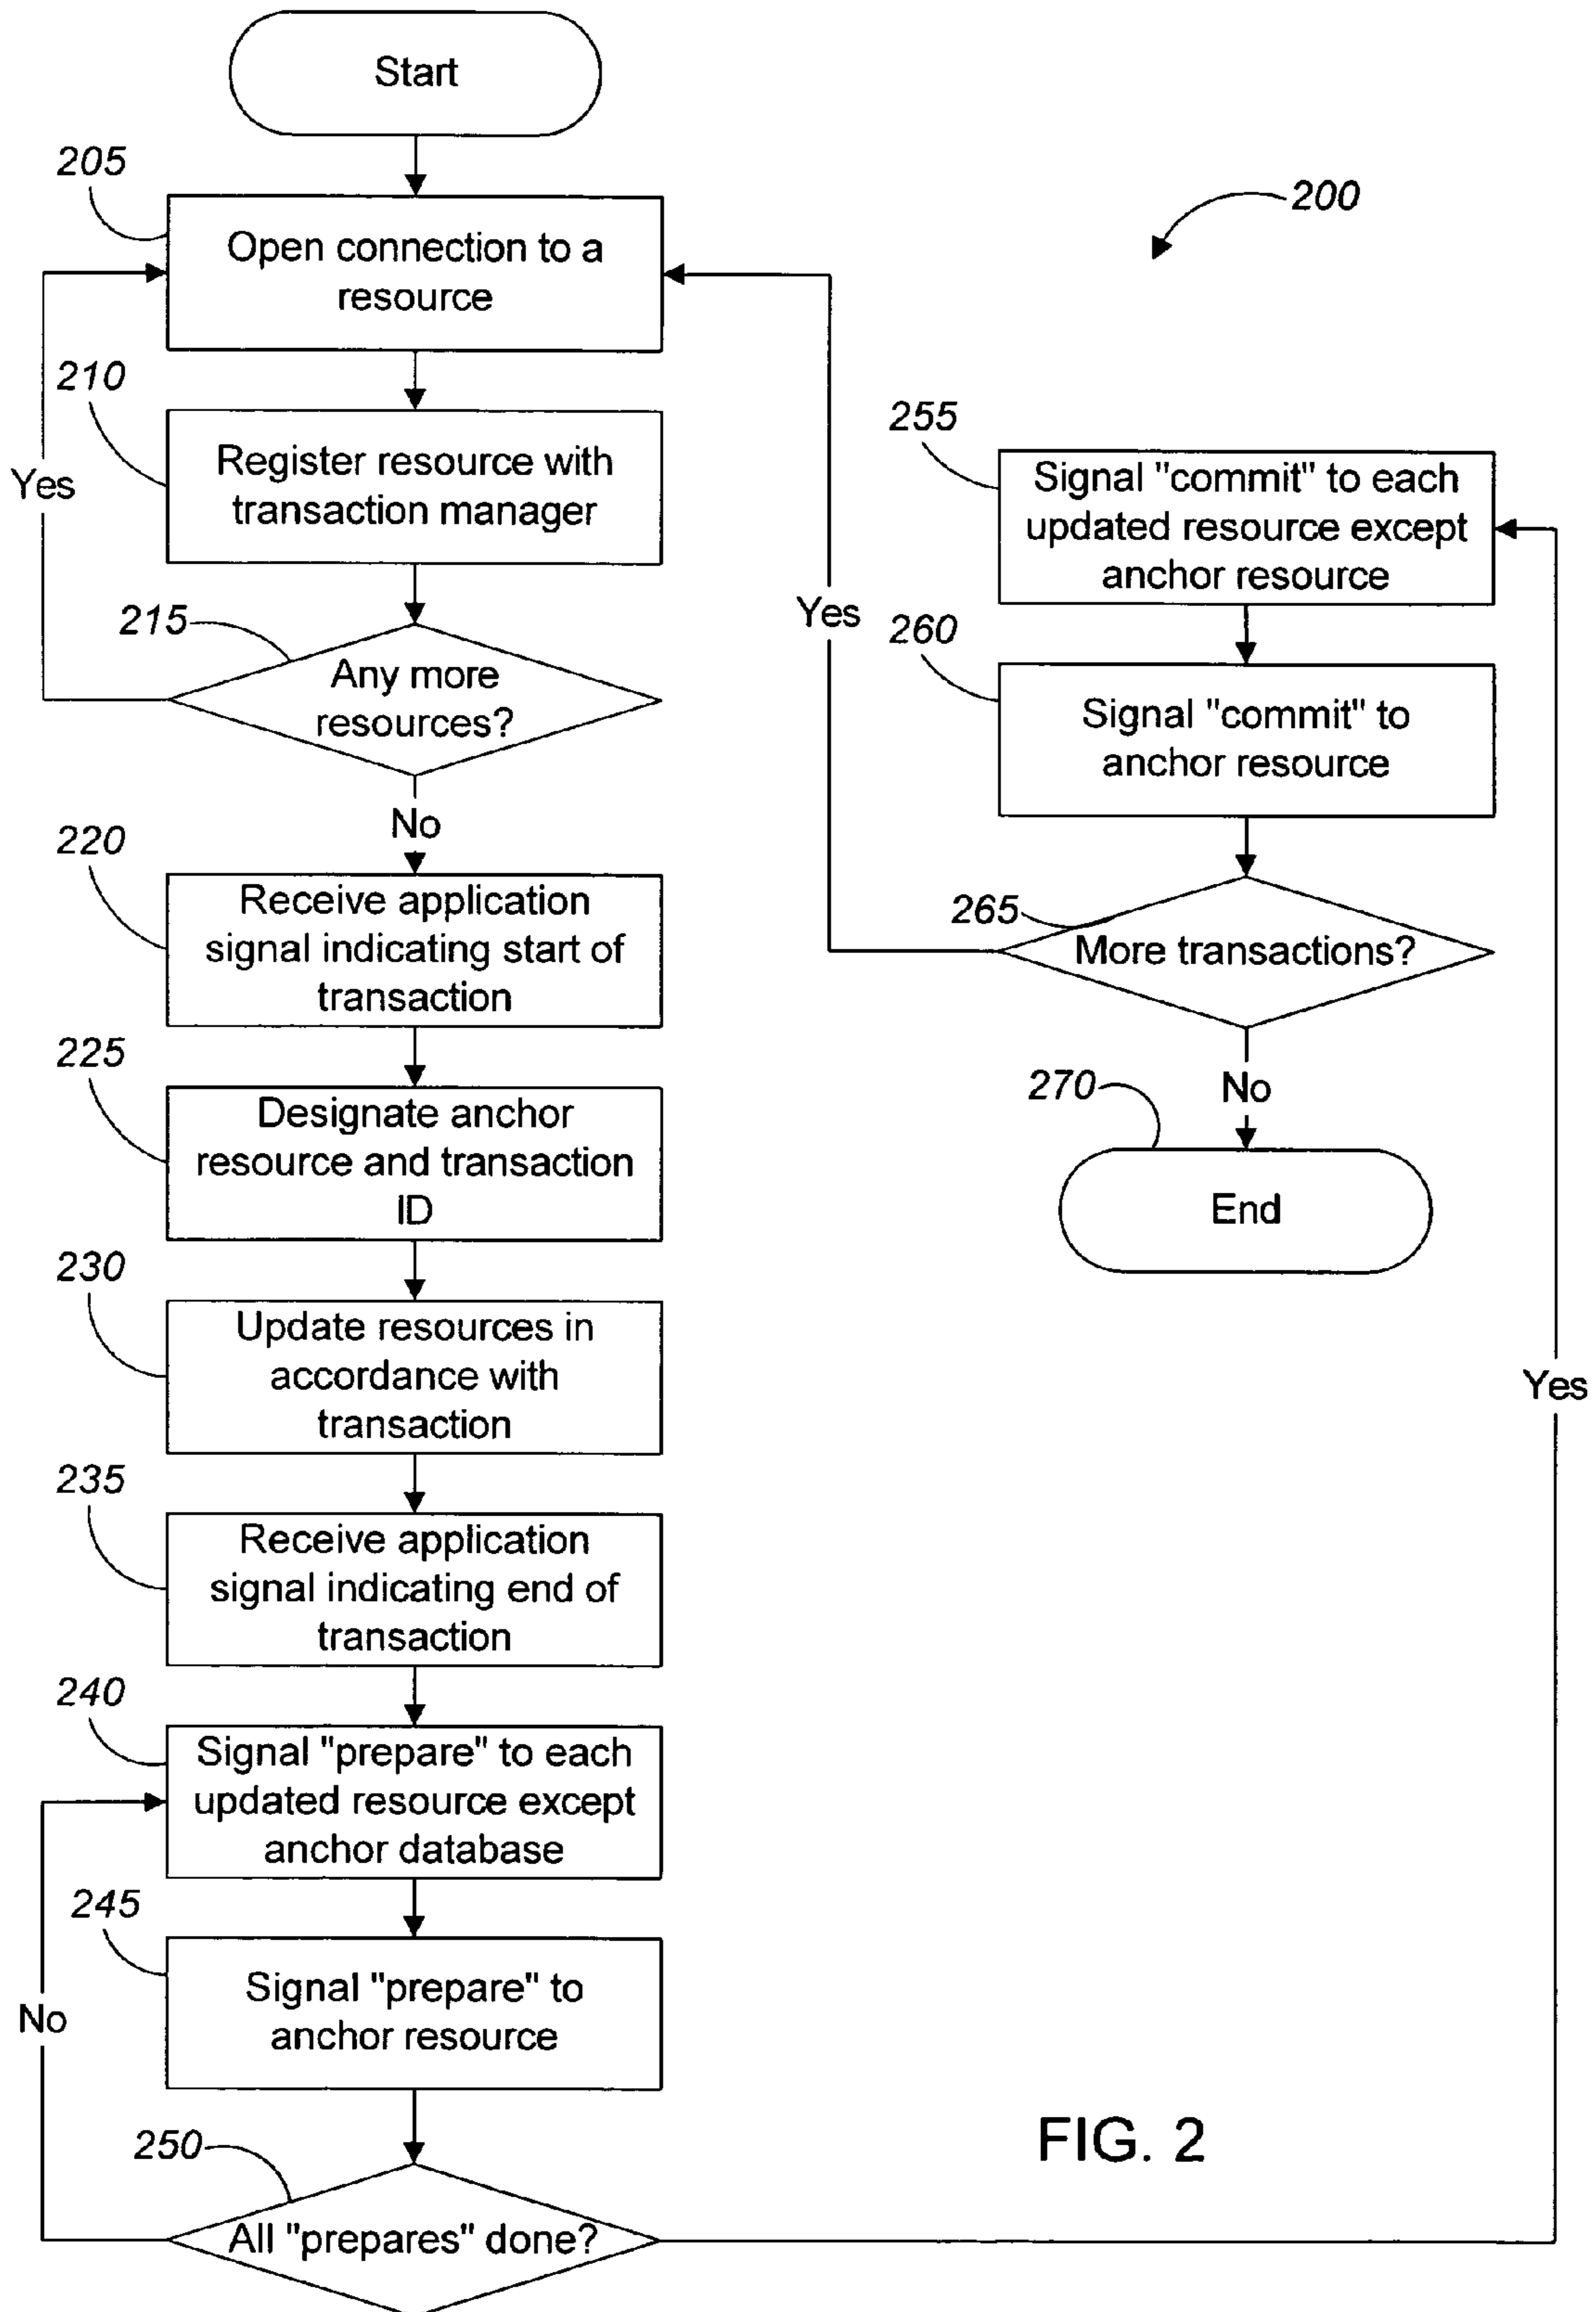 Start
205
Open connection to a
resource
200
210
Register resource with
transaction manager
Yes
215
Any more
resources?
No
220
Receive application
signal indicating start of
transaction
225
Designate anchor
resource and transaction
ID
230
Update resources in
accordance with
transaction
235
Receive application
signal indicating end of
transaction
240
Signal "prepare" to each
updated resource except
anchor database
245
Signal "prepare" to
anchor resource
No
250
All "prepares" done?
Yes
255
Signal "commit" to each
updated resource except
anchor resource
260
Signal "commit" to
anchor resource
265
More transactions?
Yes
No
270
End
FIG. 2